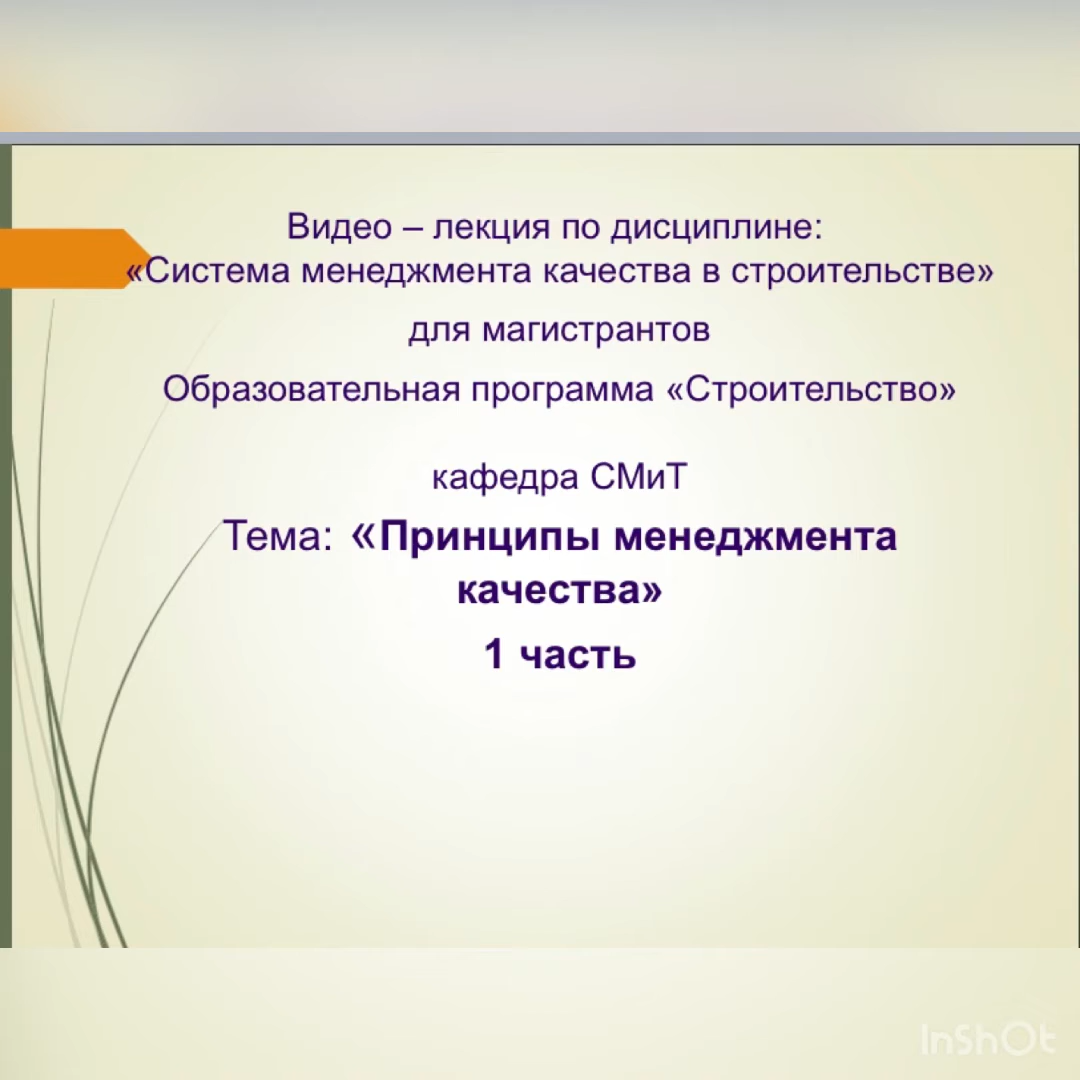 Видео – лекция по дисциплине:
«Система менеджмента качества в строительстве»
для магистрантов
Образовательная программа «Строительство»
кафедра СМиТ
Тема: «Принципы менеджмента
качества»
1 часть
InShOt